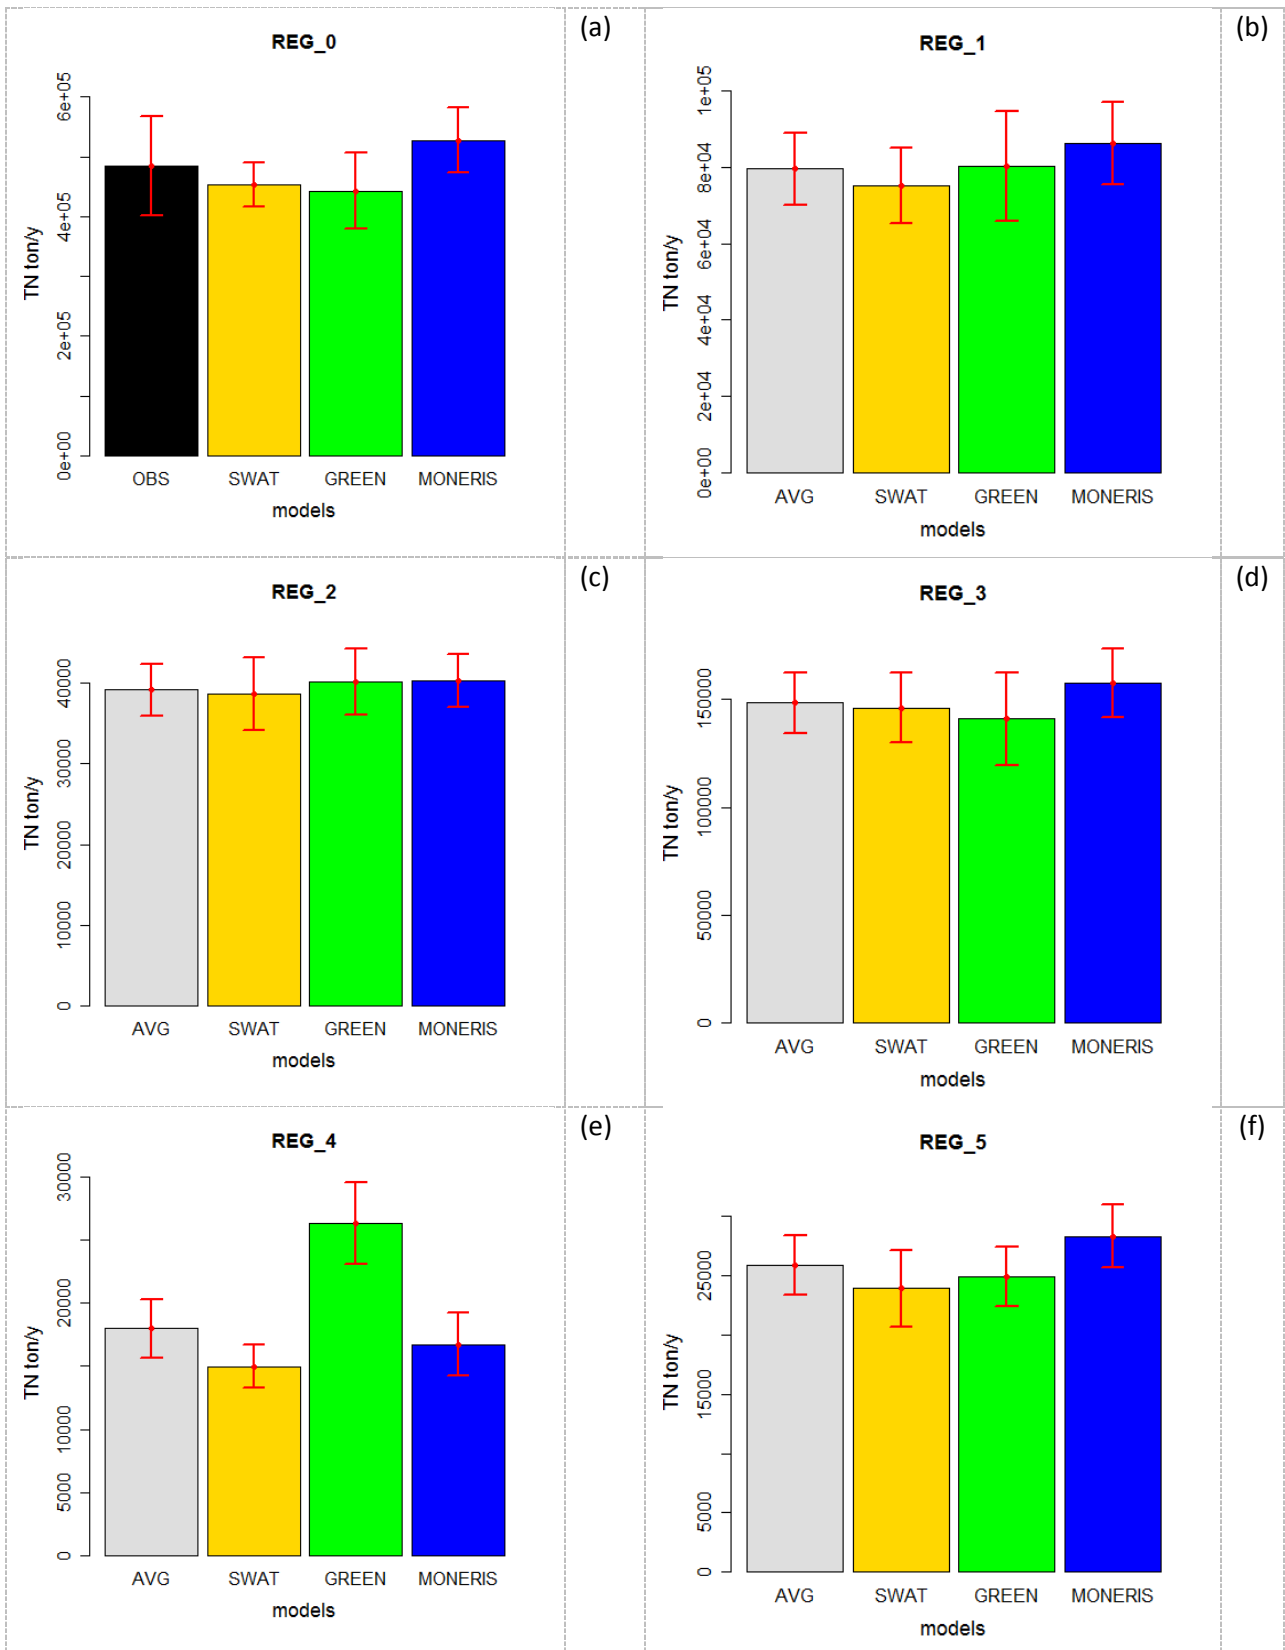 REG_0
(a)
TN ton/y
0e+00
2e+05
4e+05
6e+05
OBS SWAT GREEN MONERIS
models
REG_1
(b)
TN ton/y
0e+00
2e+04
4e+04
6e+04
8e+04
1e+05
AVG SWAT GREEN MONERIS
models
REG_2
(c)
TN ton/y
0
10000
20000
30000
40000
AVG SWAT GREEN MONERIS
models
REG_3
(d)
TN ton/y
0
50000
100000
150000
AVG SWAT GREEN MONERIS
models
REG_4
(e)
TN ton/y
0
5000
10000
20000
30000
AVG SWAT GREEN MONERIS
models
REG_5
(f)
TN ton/y
0
5000
15000
25000
AVG SWAT GREEN MONERIS
models